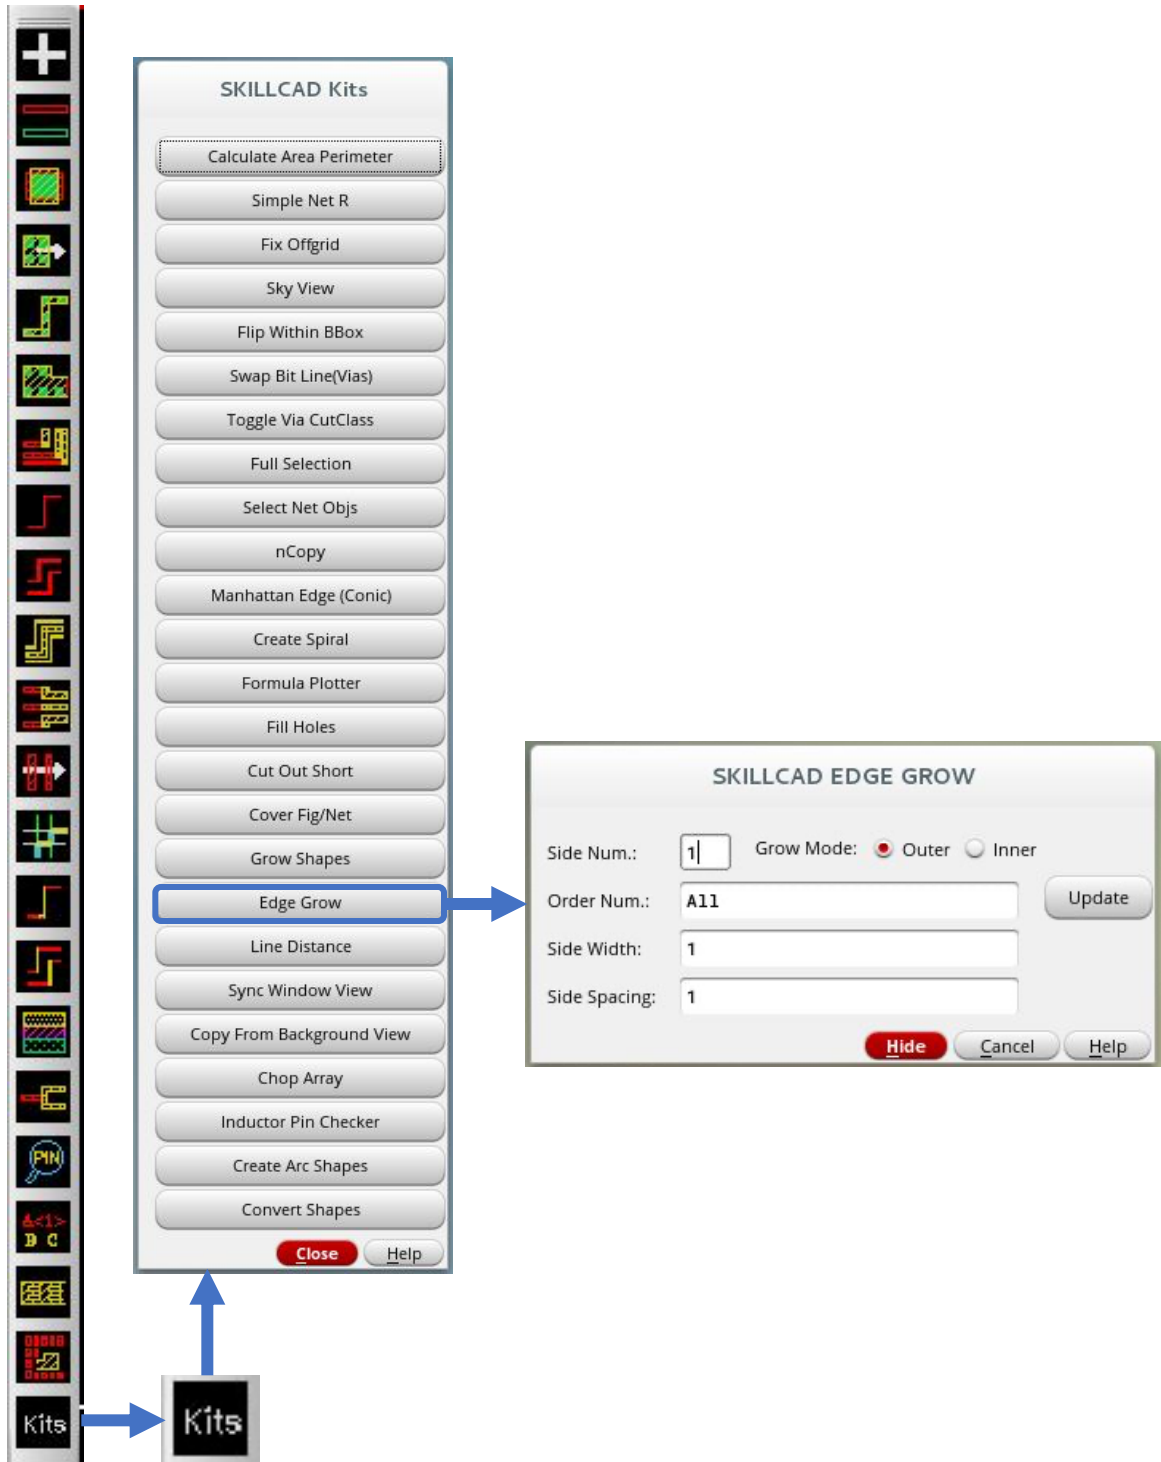 SKILLCAD Kits
Calculate Area Perimeter
Simple Net R
Fix Offgrid
Sky View
Flip Within BBox
Swap Bit Line(Vias)
Toggle Via CutClass
Full Selection
Select Net Objs
nCopy
Manhattan Edge (Conic)
Create Spiral
Formula Plotter
Fill Holes
Cut Out Short
Cover Fig/Net
Grow Shapes
Edge Grow
Line Distance
Sync Window View
Copy From Background View
Chop Array
Inductor Pin Checker
Create Arc Shapes
Convert Shapes
Close Help
SKILLCAD EDGE GROW
Side Num.: 1 Grow Mode: Outer Inner
Order Num.: All Update
Side Width: 1
Side Spacing: 1
Hide Cancel Help
PIN
&<1>
B C
Kits
Kits